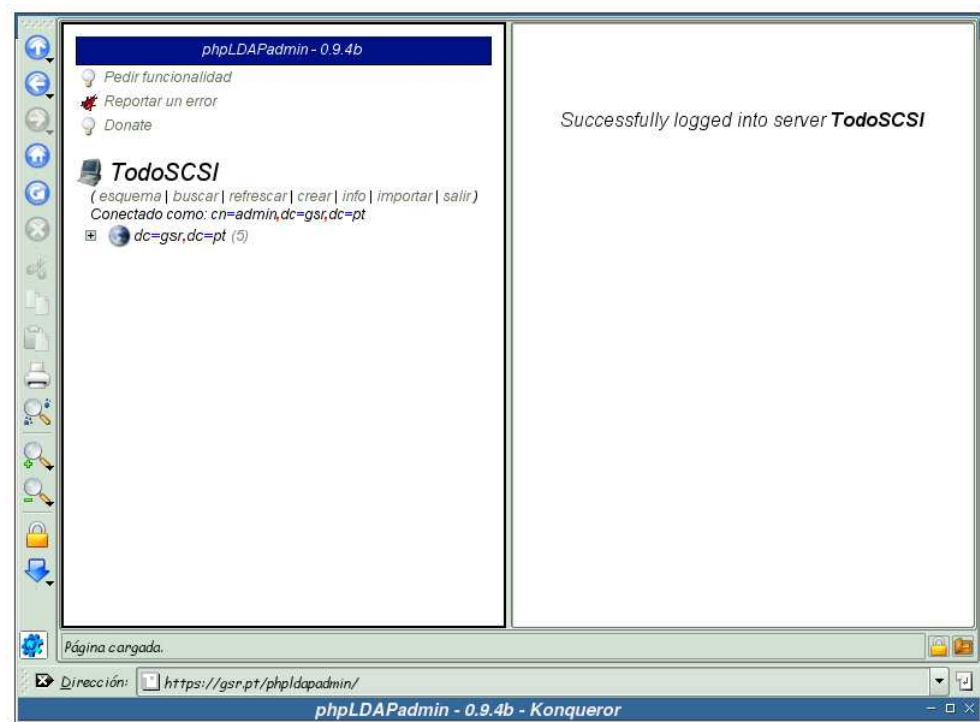 phpLDAPadmin - 0.9.4b
Pedir funcionalidad
Reportar un error
Donate
TodoSCSI
( esquema | buscar | refrescar | crear | info | importar | salir )
Conectado como: cn=admin,dc=gsr,dc=pt
dc=gsr,dc=pt (5)
Successfully logged into server TodoSCSI
Página cargada.
Dirección: https://gsr.pt/phpldapadmin/
phpLDAPadmin - 0.9.4b - Konqueror